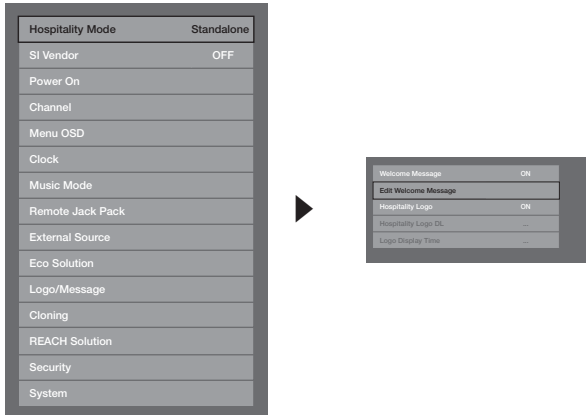 Hospitality Mode Standalone
SI Vendor OFF
Power On
Channel
Menu OSD
Clock
Music Mode
Remote Jack Pack
External Source
Eco Solution
Logo/Message
Cloning
REACH Solution
Security
System
Welcome Message ON
Edit Welcome Message
Hospitality Logo ON
Hospitality Logo DL ...
Logo Display Time ...